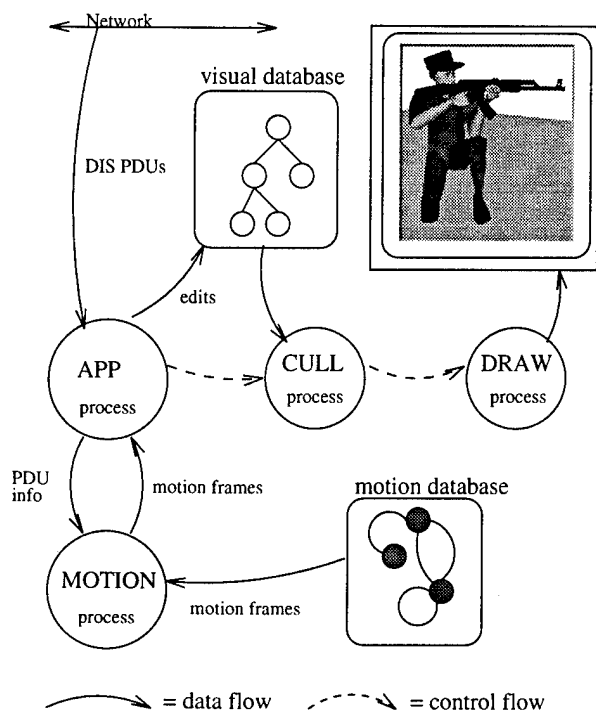 Network
visual database
DIS PDUs
edits
APP
process
CULL
process
DRAW
process
PDU
info
motion frames
motion database
MOTION
process
motion frames
= data flow
= control flow